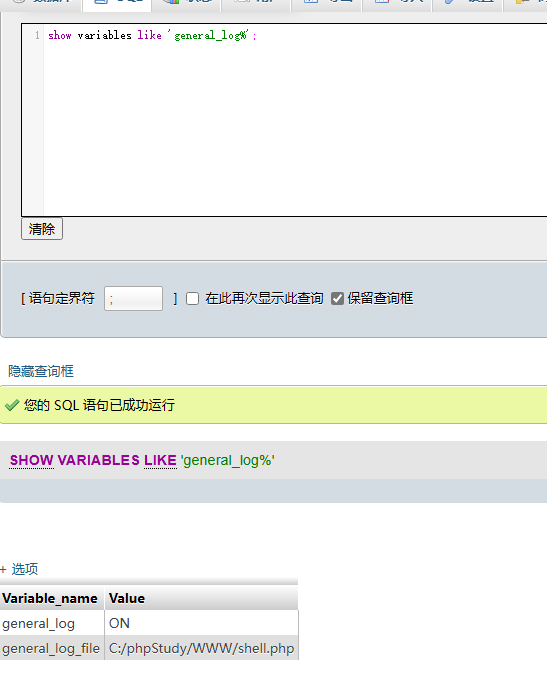 SQL
1 show variables like 'general_log%';
清除
[ 语句定界符 ; ] 在此再次显示此查询 保留查询框
隐藏查询框
您的 SQL 语句已成功运行
SHOW VARIABLES LIKE 'general_log%'
+ 选项
Variable_name Value
general_log ON
general_log_file C:/phpStudy/WWW/shell.php